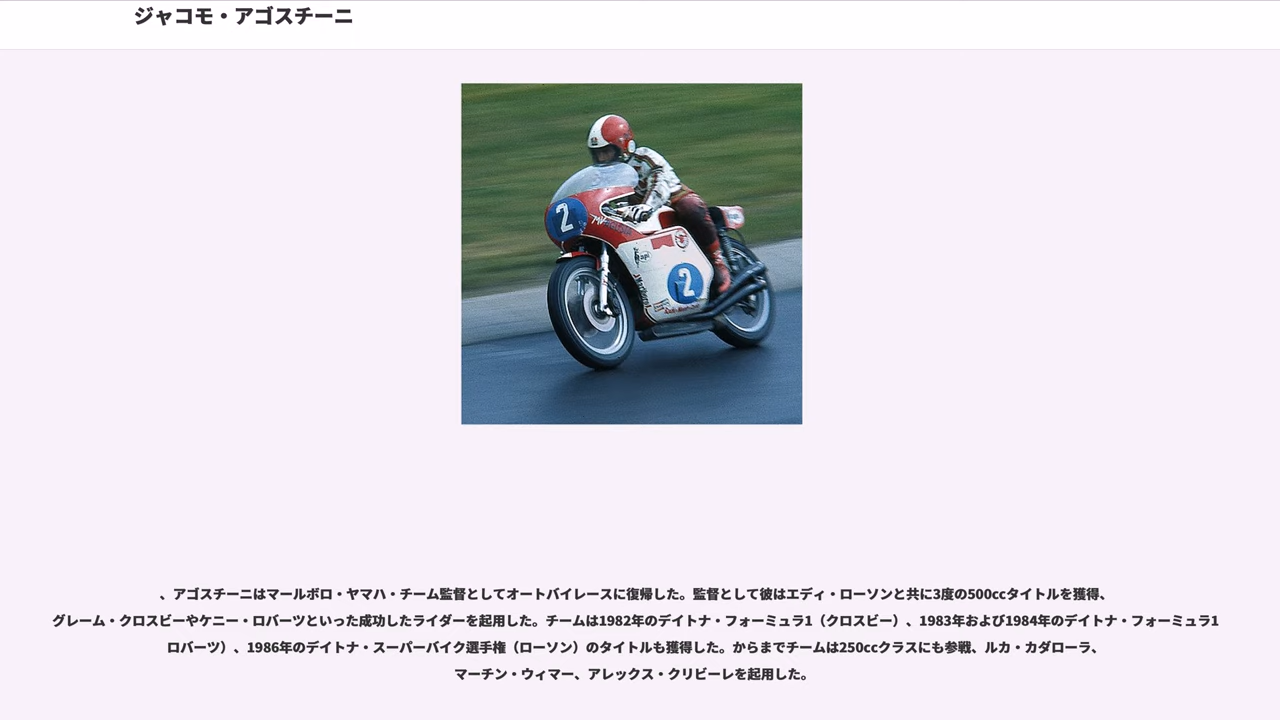 ジャコモ・アゴスチーニ
2
2
、アゴスチーニはマールボロ・ヤマハ・チーム監督としてオートバイレースに復帰した。監督として彼はエディ・ローソンと共に3度の500ccタイトルを獲得、
グレーム・クロスビーやケニー・ロバーツといった成功したライダーを起用した。チームは1982年のデイトナ・フォーミュラ1（クロスビー）、1983年および1984年のデイトナ・フォーミュラ1
ロバーツ）、1986年のデイトナ・スーパーバイク選手権（ローソン）のタイトルも獲得した。からまでチームは250ccクラスにも参戦、ルカ・カダローラ、
マーチン・ウィマー、アレックス・クリビーレを起用した。